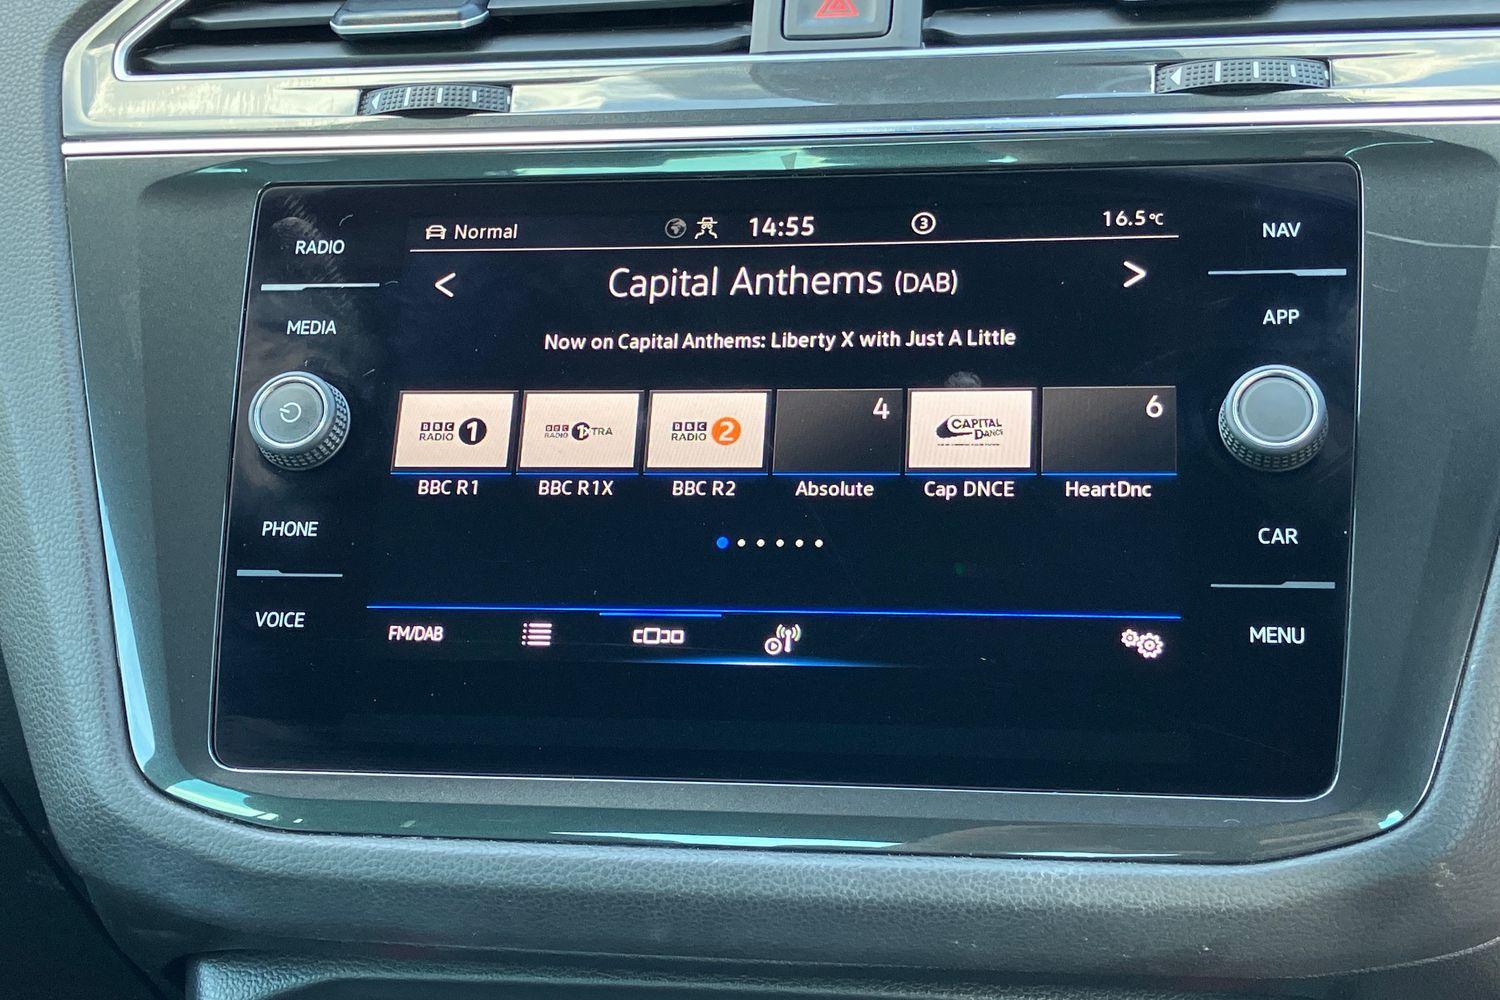 RADIO
MEDIA
PHONE
VOICE
Normal
14:55
3
16.5°C
< Capital Anthems (DAB) >
Now on Capital Anthems: Liberty X with Just A Little
BBC RADIO 1
BBC RADIO 1XTRA
BBC RADIO 2
4
CAPITAL DANCE
6
BBC R1
BBC R1X
BBC R2
Absolute
Cap DNCE
HeartDnc
FM/DAB
NAV
APP
CAR
MENU